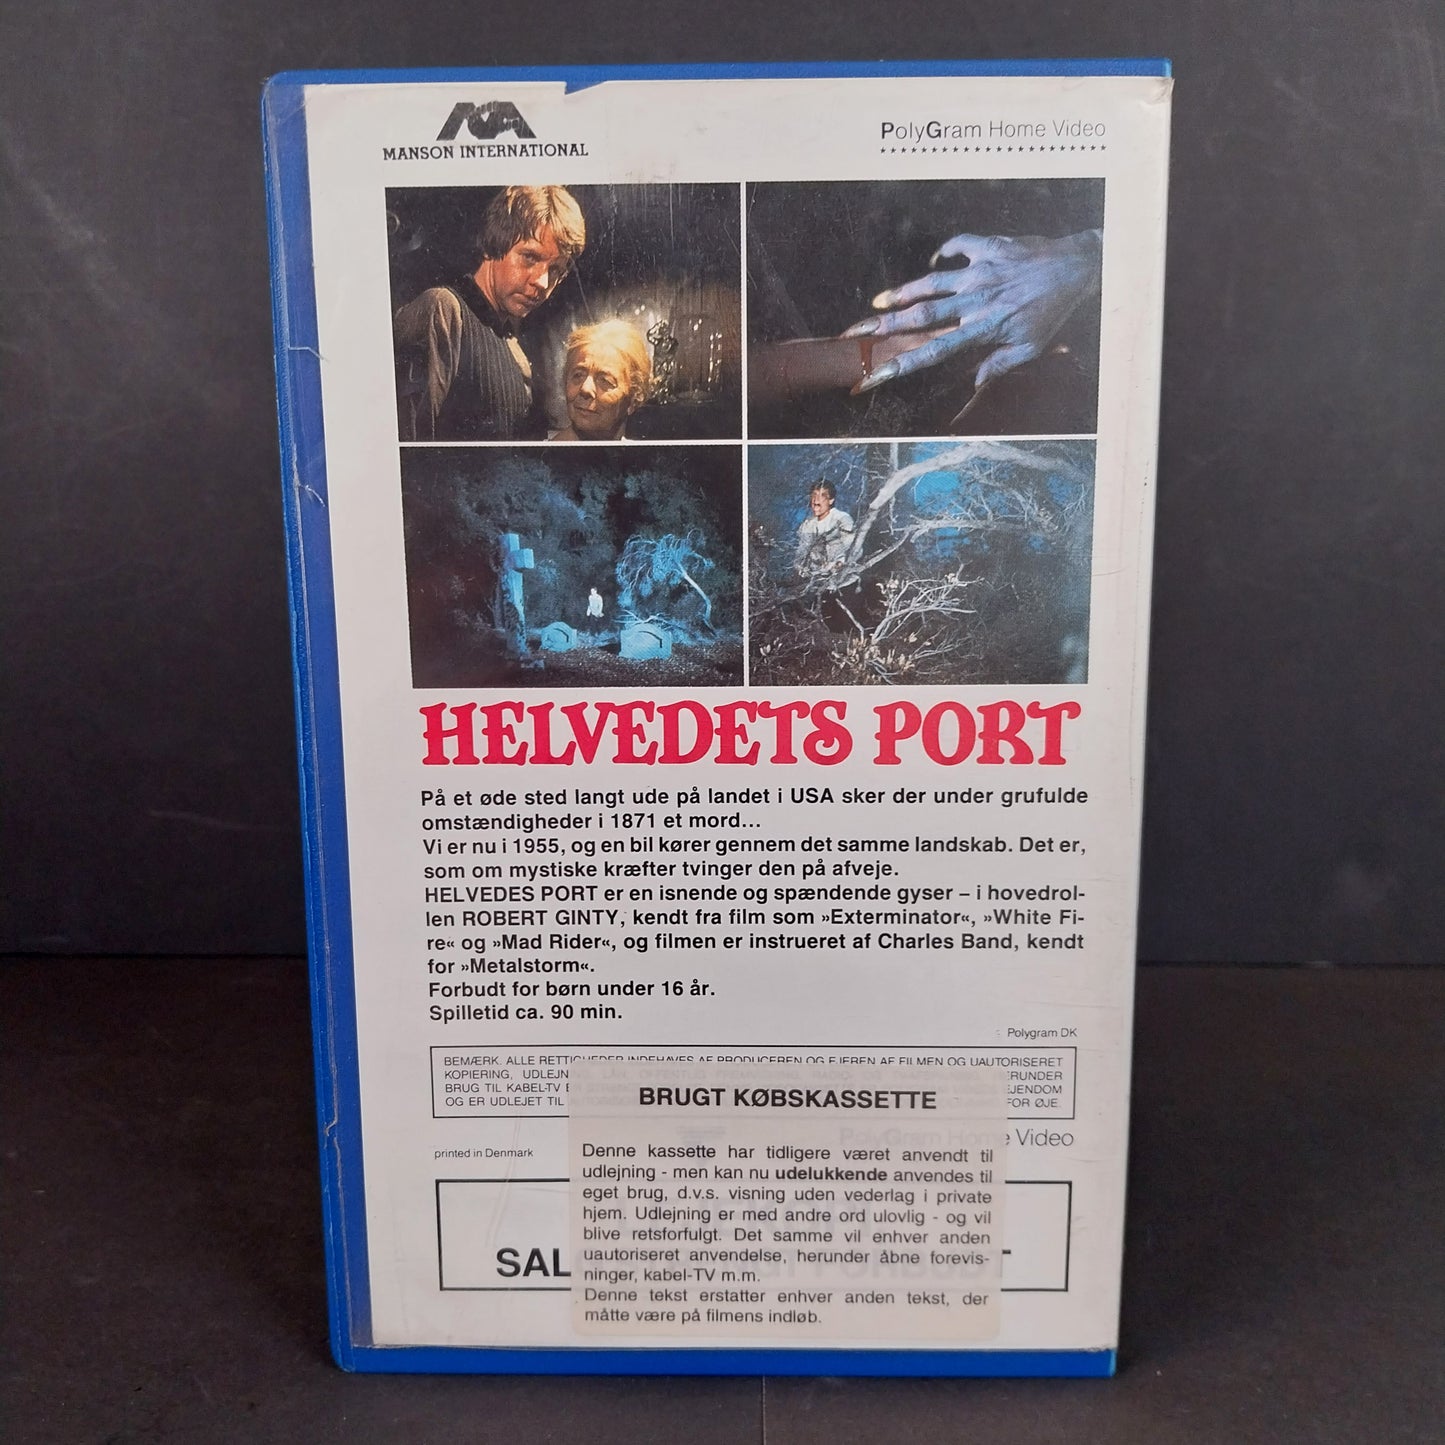 MANSON INTERNATIONAL
PolyGram Home Video
HELVEDETS PORT
På et øde sted langt ude på landet i USA sker der under grufulde
omstændigheder i 1871 et mord...
Vi er nu i 1955, og en bil kører gennem det samme landskab. Det er,
som om mystiske kræfter tvinger den på afveje.
HELVEDES PORT er en isnende og spændende gyser – i hovedrol-
len ROBERT GINTY, kendt fra film som »Exterminator«, »White Fi-
re« og »Mad Rider«, og filmen er instrueret af Charles Band, kendt
for »Metalstorm«.
Forbudt for børn under 16 år.
Spilletid ca. 90 min.
Polygram DK
BEMÆRK. ALLE RETTIGHEDER INDEHAVES AF PRODUCEREN OG EJEREN AF FILMEN OG UAUTORISERET
KOPIERING, UDLEJN
BRUG TIL KABEL-TV
OG ER UDLEJET TIL FOR ØJE.
BRUGT KØBSKASSETTE
PolyGram Home Video
printed in Denmark
Denne kassette har tidligere været anvendt til
udlejning - men kan nu udelukkende anvendes til
eget brug, d.v.s. visning uden vederlag i private
hjem. Udlejning er med andre ord ulovlig - og vil
blive retsforfulgt. Det samme vil enhver anden
uautoriseret anvendelse, herunder åbne forevis-
ninger, kabel-TV m.m.
Denne tekst erstatter enhver anden tekst, der
måtte være på filmens indløb.
SAL